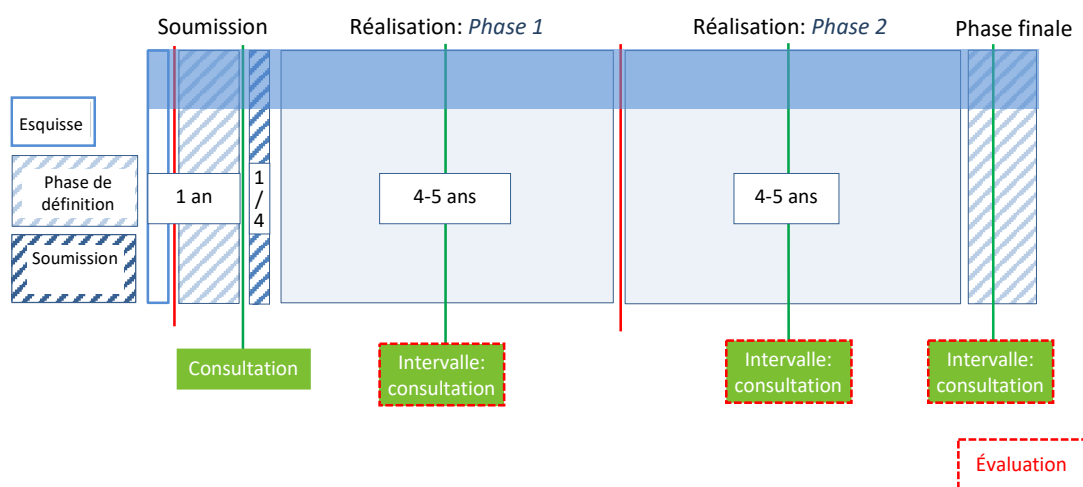 Soumission
Réalisation: Phase 1
Réalisation: Phase 2
Phase finale
Esquisse
Phase de
définition
Soumission
1 an
1
/
4
4-5 ans
4-5 ans
Consultation
Intervalle:
consultation
Intervalle:
consultation
Intervalle:
consultation
Évaluation